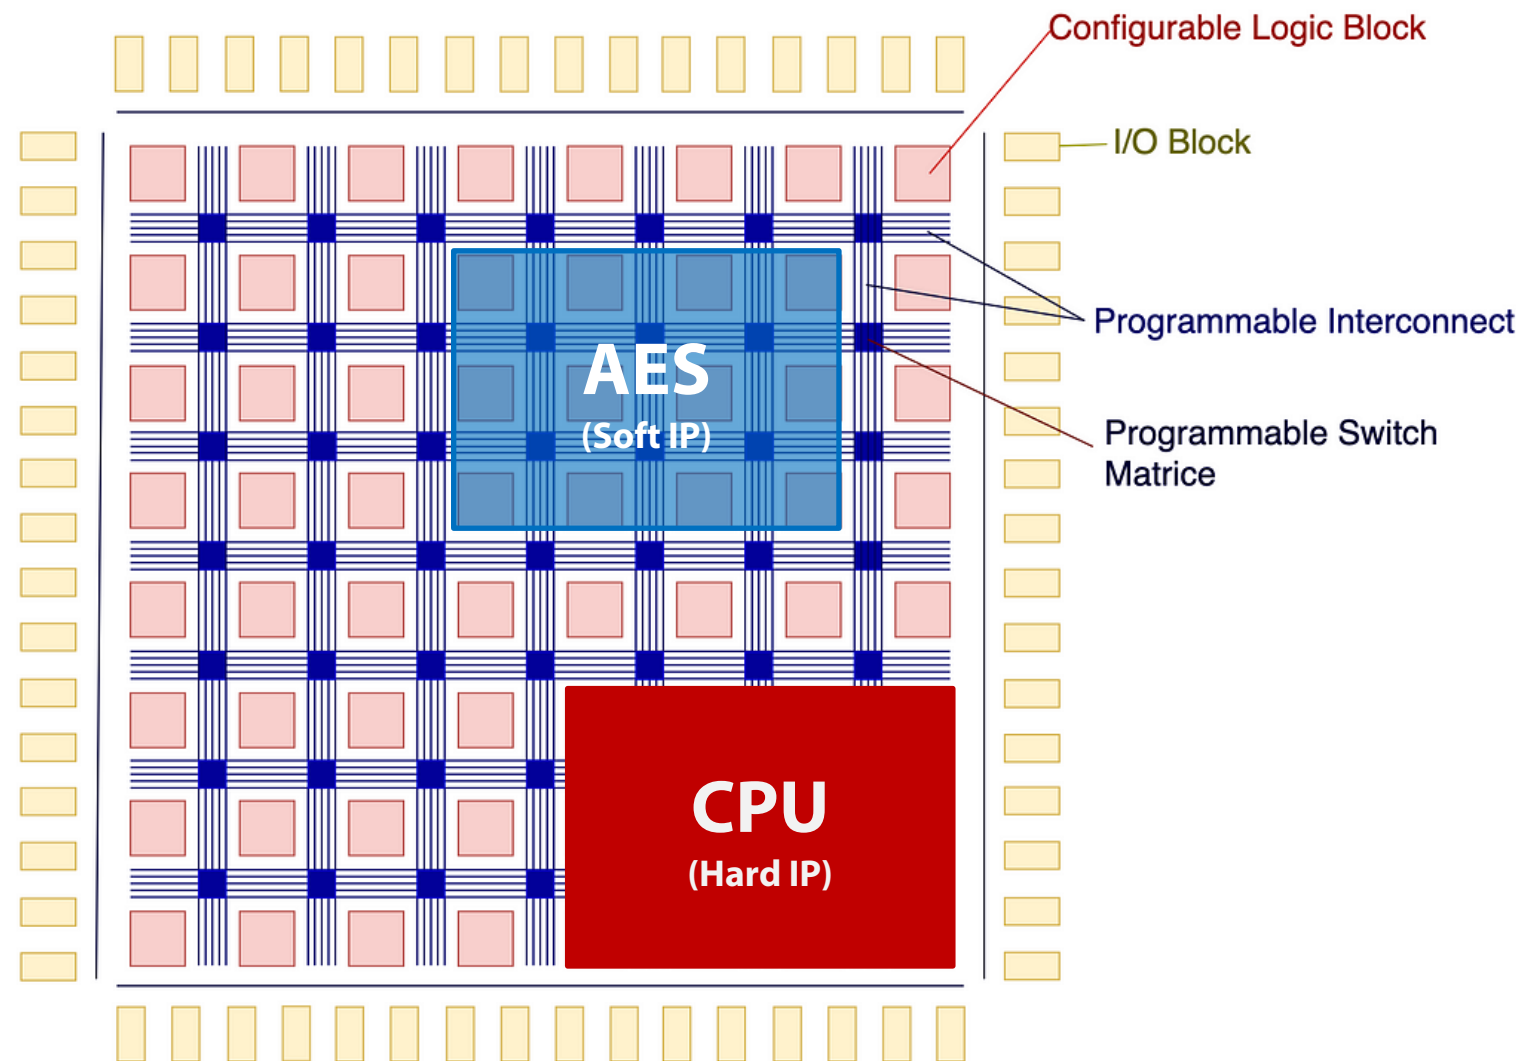 Configurable Logic Block
I/O Block
Programmable Interconnect
AES
(Soft IP)
Programmable Switch
Matrice
CPU
(Hard IP)